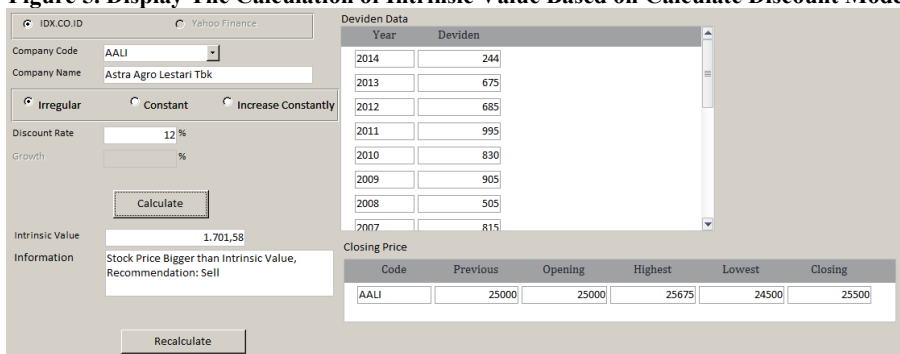 Figure 5. Display The Calculation of Intrinsic Value Based on Calculate Discount Mode
IDX.CO.ID Yahoo Finance
Company Code AALI
Company Name Astra Agro Lestari Tbk
Irregular Constant Increase Constantly
Discount Rate 12 %
Growth %
Calculate
Intrinsic Value 1.701,58
Information Stock Price Bigger than Intrinsic Value,
Recommendation: Sell
Recalculate
Deviden Data
Year Deviden
2014 244
2013 675
2012 685
2011 995
2010 830
2009 905
2008 505
2007 815
Closing Price
Code Previous Opening Highest Lowest Closing
AALI 25000 25000 25675 24500 25500